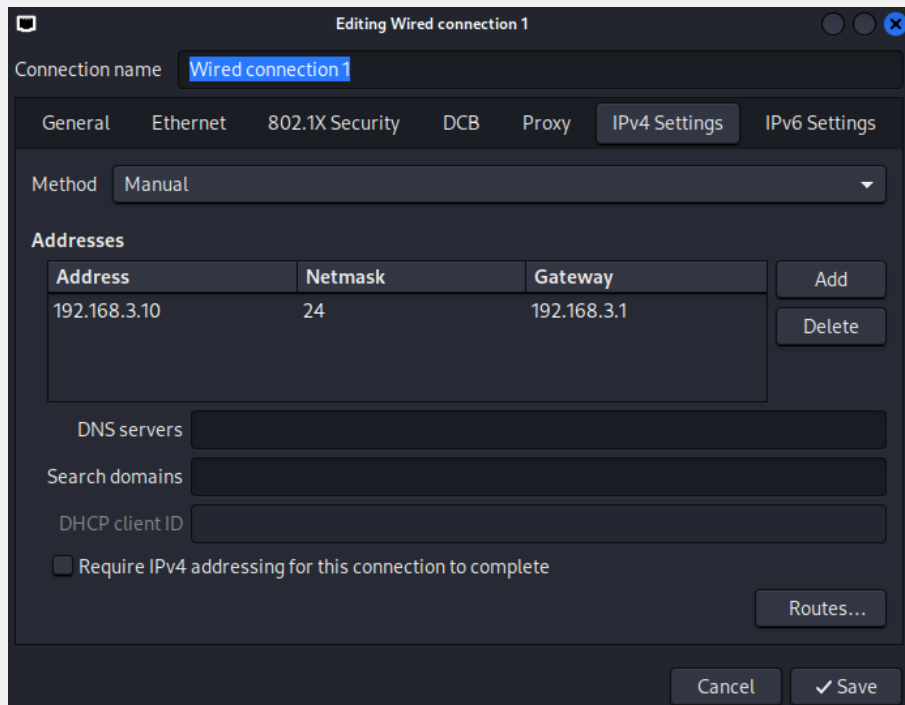 Editing Wired connection 1
Connection name Wired connection 1
General Ethernet 802.1X Security DCB Proxy IPv4 Settings IPv6 Settings
Method Manual
Addresses
Address Netmask Gateway
192.168.3.10 24 192.168.3.1
Add
Delete
DNS servers
Search domains
DHCP client ID
Require IPv4 addressing for this connection to complete
Routes...
Cancel Save